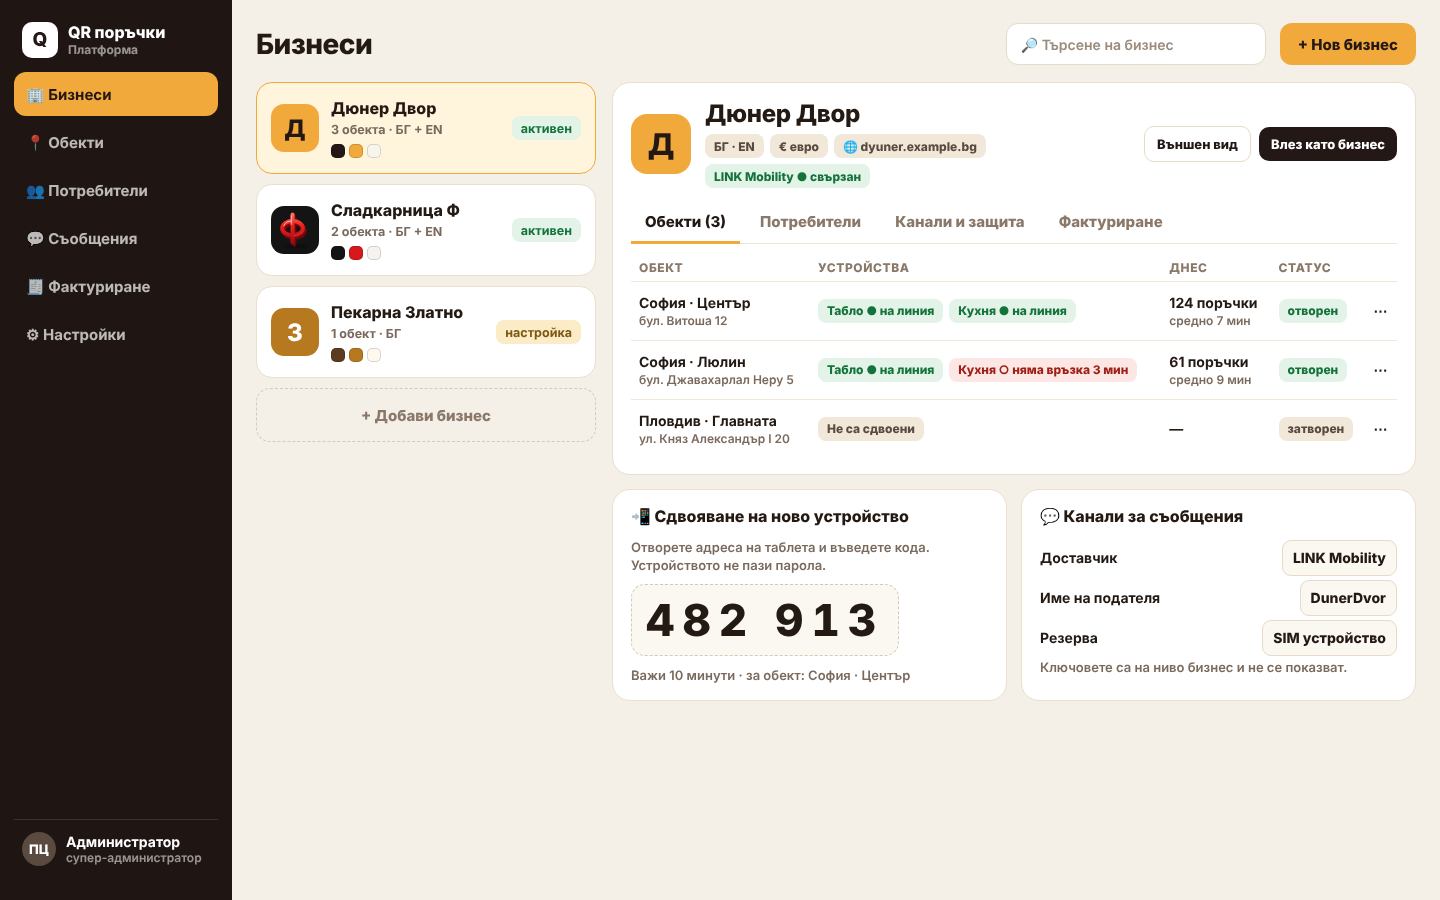 Q
QR поръчки
Платформа
🏢 Бизнеси
📍 Обекти
👥 Потребители
💬 Съобщения
🧾 Фактуриране
⚙ Настройки
ПЦ
Администратор
супер-администратор
Бизнеси
🔎 Търсене на бизнес
+ Нов бизнес
Д
Дюнер Двор
3 обекта · БГ + EN
активен
Ф
Сладкарница Ф
2 обекта · БГ + EN
активен
З
Пекарна Златно
1 обект · БГ
настройка
+ Добави бизнес
Д
Дюнер Двор
БГ · EN
€ евро
🌐 dyuner.example.bg
LINK Mobility ● свързан
Външен вид
Влез като бизнес
Обекти (3)
Потребители
Канали и защита
Фактуриране
ОБЕКТ УСТРОЙСТВА ДНЕС СТАТУС
София · Център
бул. Витоша 12
Табло ● на линия
Кухня ● на линия
124 поръчки
средно 7 мин
отворен
⋯
София · Люлин
бул. Джавахарлал Неру 5
Табло ● на линия
Кухня ○ няма връзка 3 мин
61 поръчки
средно 9 мин
отворен
⋯
Пловдив · Главната
ул. Княз Александър I 20
Не са сдвоени
—
затворен
⋯
📲 Сдвояване на ново устройство
Отворете адреса на таблета и въведете кода.
Устройството не пази парола.
482 913
Важи 10 минути · за обект: София · Център
💬 Канали за съобщения
Доставчик
LINK Mobility
Име на подателя
DunerDvor
Резерва
SIM устройство
Ключовете са на ниво бизнес и не се показват.